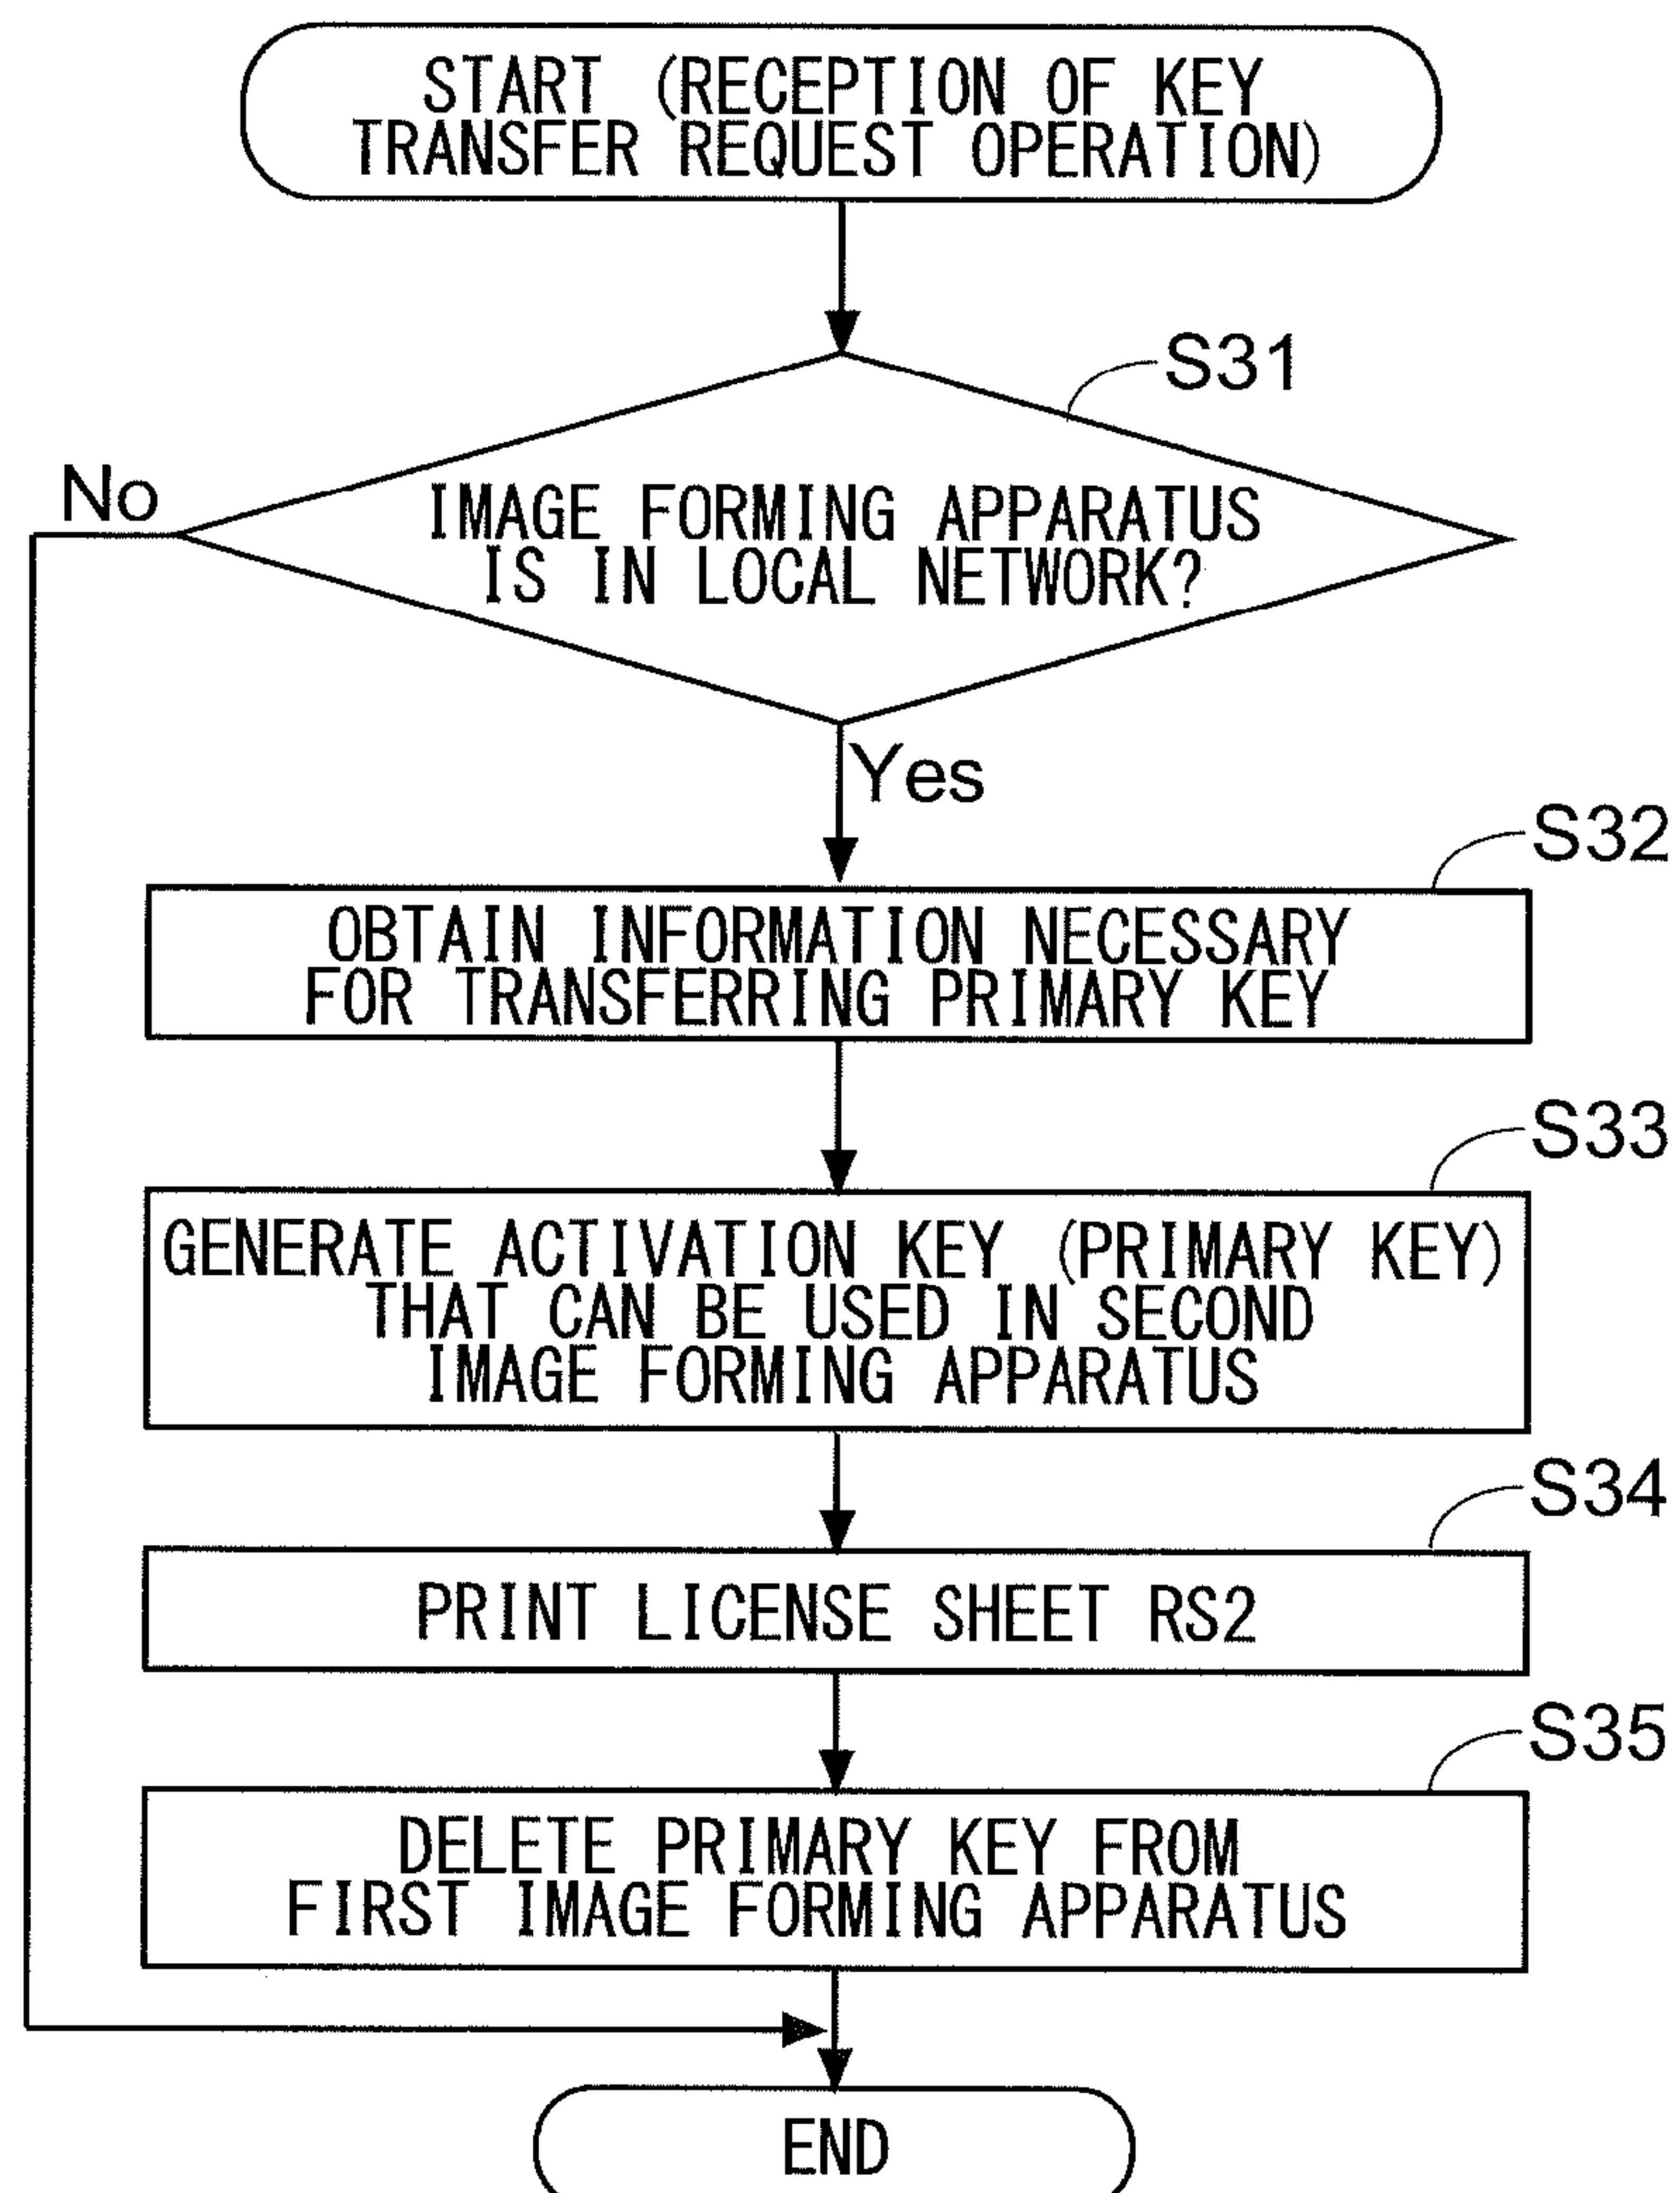 START (RECEPTION OF KEY
TRANSFER REQUEST OPERATION)
S31
No
IMAGE FORMING APPARATUS
IS IN LOCAL NETWORK?
Yes
S32
OBTAIN INFORMATION NECESSARY
FOR TRANSFERRING PRIMARY KEY
S33
GENERATE ACTIVATION KEY (PRIMARY KEY)
THAT CAN BE USED IN SECOND
IMAGE FORMING APPARATUS
S34
PRINT LICENSE SHEET RS2
S35
DELETE PRIMARY KEY FROM
FIRST IMAGE FORMING APPARATUS
END